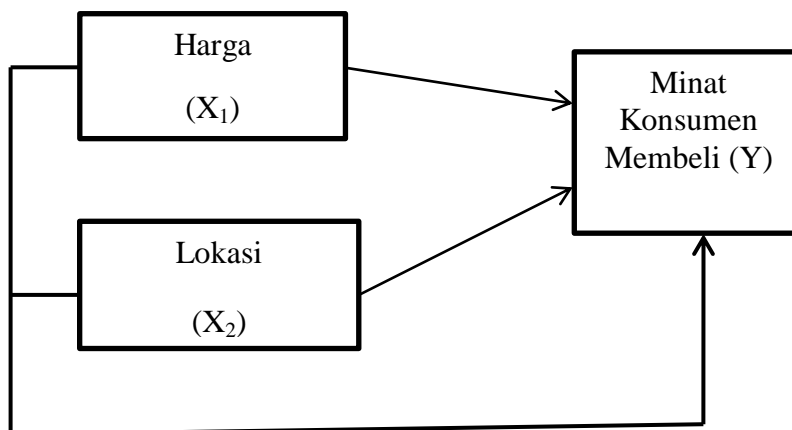 Harga
(X₁)
Minat
Konsumen
Membeli (Y)
Lokasi
(X₂)